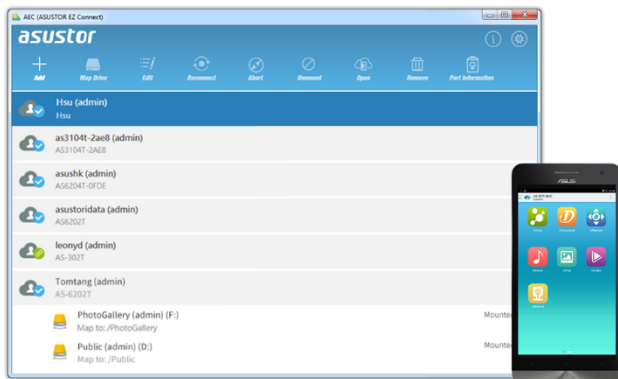 AEC (ASUSTOR EZ Connect)
asustor
Add Map Drive Edit Reconnect Abort Unmount Open Remove Port Information
Hsu (admin)
Hsu
as3104t-2ae8 (admin)
AS3104T-2AE8
asushk (admin)
AS6204T-0FDE
asustoridata (admin)
AS6202T
leonyd (admin)
AS-302T
Tomtang (admin)
AS-6202T
PhotoGallery (admin) (F:)
Mounte
Map to: /PhotoGallery
Public (admin) (D:)
Mounte
Map to: /Public
ASUS